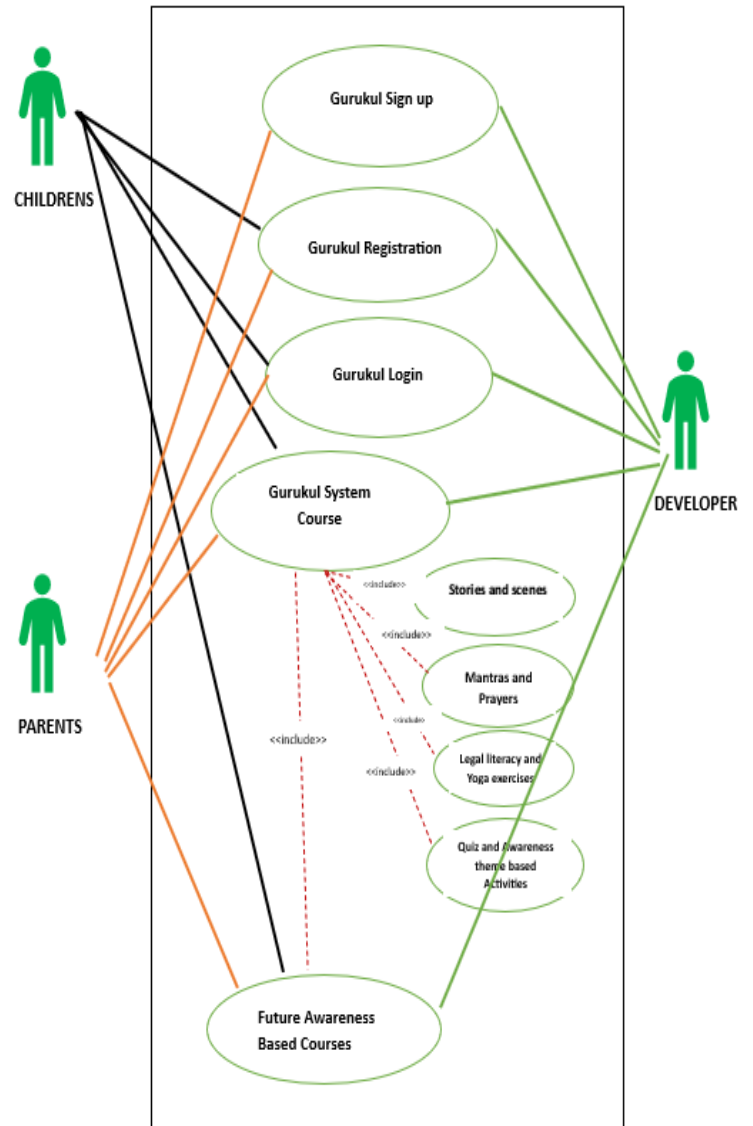 Gurukul Sign up
CHILDRENS
Gurukul Registration
Gurukul Login
Gurukul System
Course
DEVELOPER
<<include>>
Stories and scenes
<<include>>
Mantras and
Prayers
PARENTS
<<include>>
<<include>>
Legal literacy and
Yoga exercises
<<include>>
Quiz and Awareness
theme based
Activities
Future Awareness
Based Courses